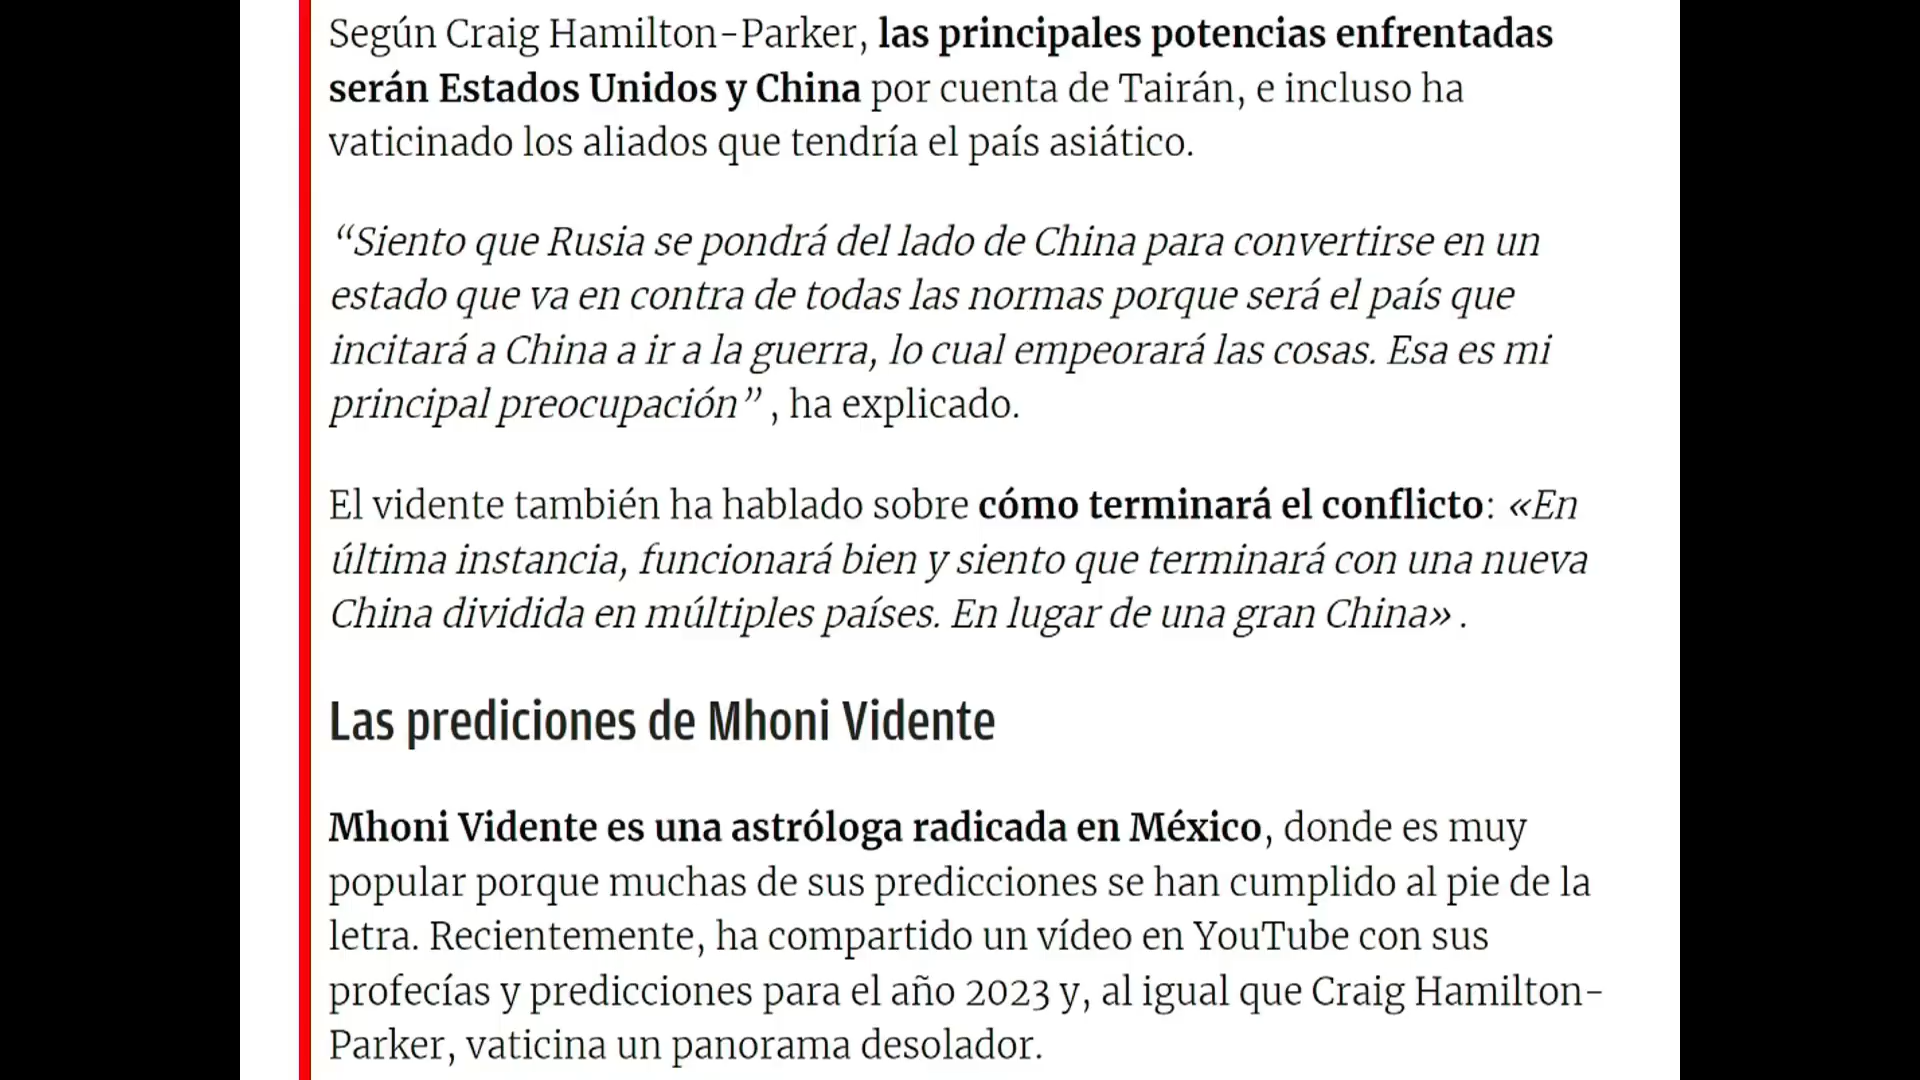 Según Craig Hamilton-Parker, las principales potencias enfrentadas
serán Estados Unidos y China por cuenta de Tairán, e incluso ha
vaticinado los aliados que tendría el país asiático.
“Siento que Rusia se pondrá del lado de China para convertirse en un
estado que va en contra de todas las normas porque será el país que
incitará a China a ir a la guerra, lo cual empeorará las cosas. Esa es mi
principal preocupación” , ha explicado.
El vidente también ha hablado sobre cómo terminará el conflicto: «En
última instancia, funcionará bien y siento que terminará con una nueva
China dividida en múltiples países. En lugar de una gran China» .
Las prediciones de Mhoni Vidente
Mhoni Vidente es una astróloga radicada en México, donde es muy
popular porque muchas de sus predicciones se han cumplido al pie de la
letra. Recientemente, ha compartido un vídeo en YouTube con sus
profecías y predicciones para el año 2023 y, al igual que Craig Hamilton-
Parker, vaticina un panorama desolador.